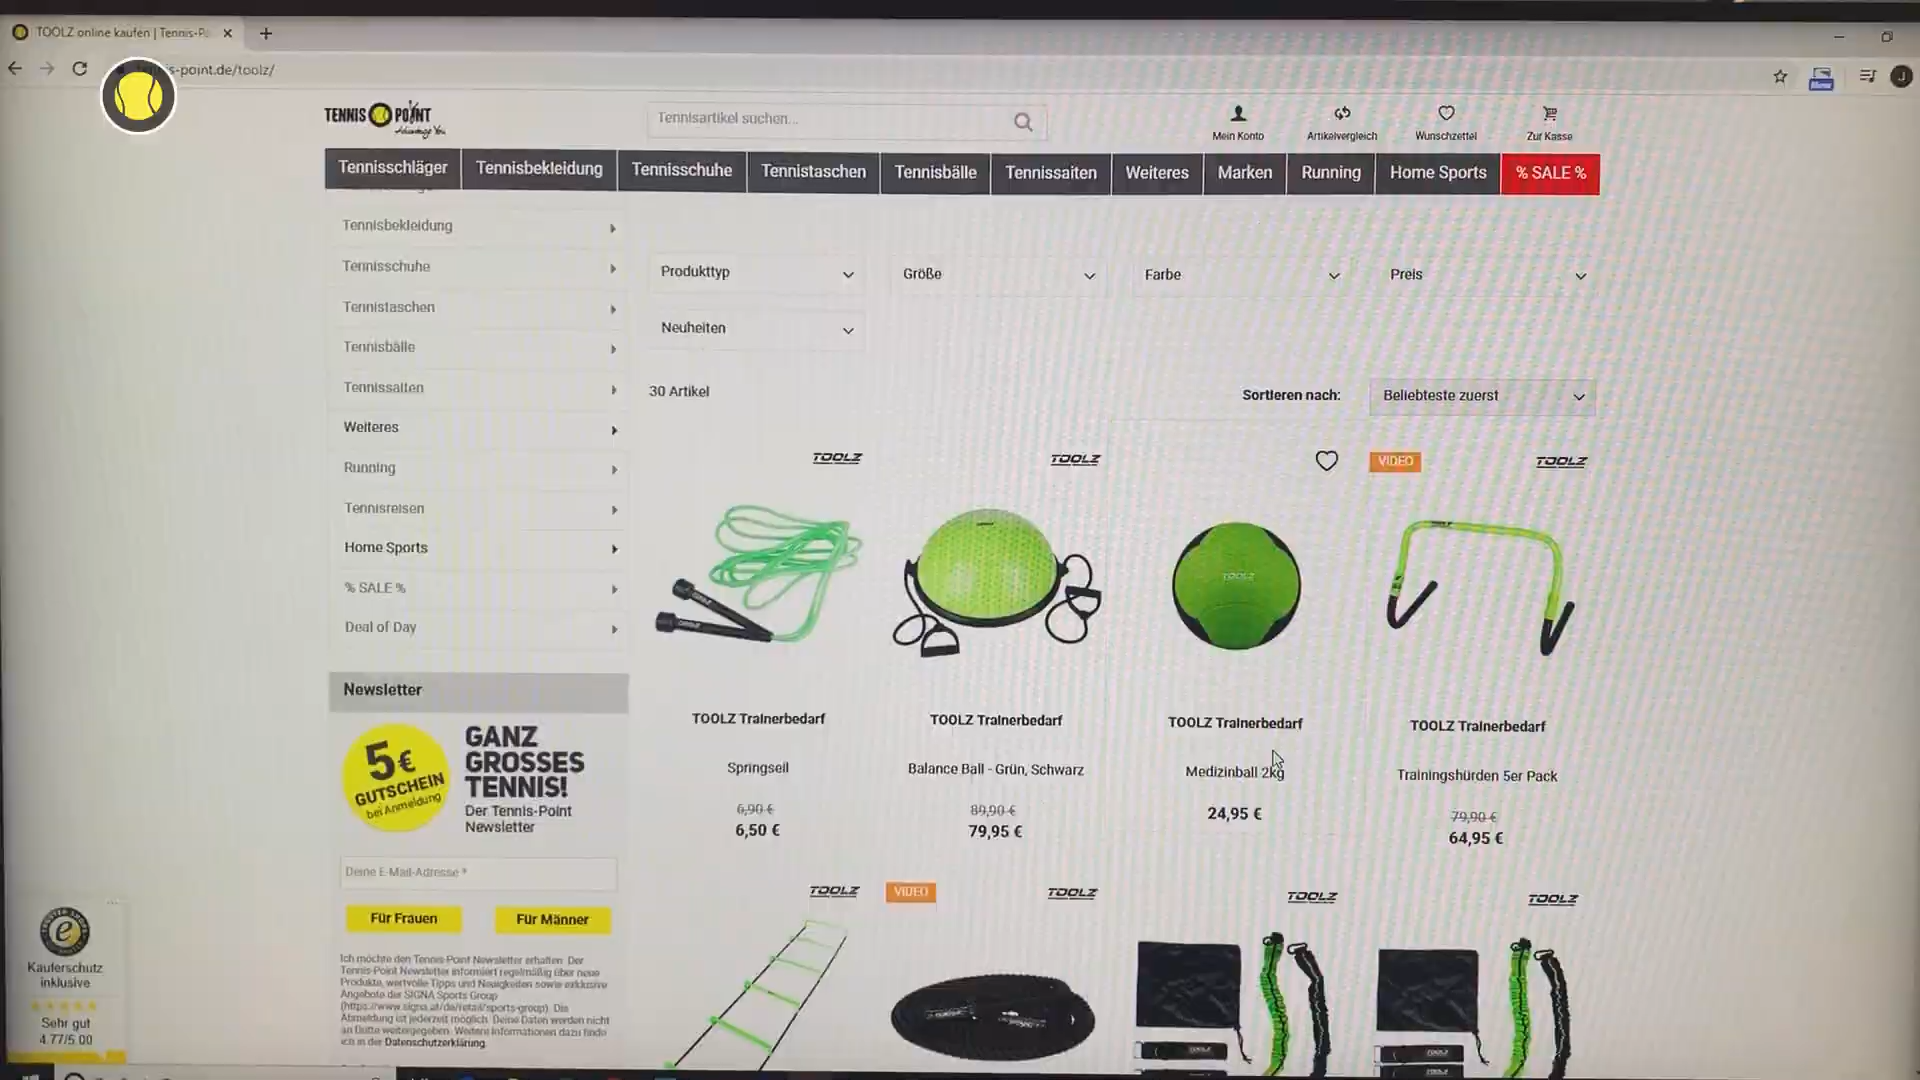 TOOLZ online kaufen | Tennis-Po
s-point.de/toolz/
TENNIS POINT
Advantage You
Tennisartikel suchen...
Mein Konto
Artikelvergleich
Wunschzettel
Zur Kasse
Tennisschläger
Tennisbekleidung
Tennisschuhe
Tennistaschen
Tennisbälle
Tennissaiten
Weiteres
Marken
Running
Home Sports
% SALE %
Tennisbekleidung
Tennisschuhe
Tennistaschen
Tennisbälle
Tennissaiten
Weiteres
Running
Tennisreisen
Home Sports
% SALE %
Deal of Day
Produkttyp
Größe
Farbe
Preis
Neuheiten
30 Artikel
Sortieren nach:
Beliebteste zuerst
TOOLZ
TOOLZ
VIDEO
TOOLZ
TOOLZ
TOOLZ Trainerbedarf
Springseil
6,90 €
6,50 €
TOOLZ Trainerbedarf
Balance Ball - Grün, Schwarz
89,90 €
79,95 €
TOOLZ Trainerbedarf
Medizinball 2kg
24,95 €
TOOLZ Trainerbedarf
Trainingshürden 5er Pack
79,90 €
64,95 €
TOOLZ
VIDEO
TOOLZ
TOOLZ
TOOLZ
Newsletter
5€
GUTSCHEIN
bei Anmeldung
GANZ
GROSSES
TENNIS!
Der Tennis-Point
Newsletter
Deine E-Mail-Adresse *
Für Frauen
Für Männer
Ich möchte den Tennis-Point Newsletter erhalten. Der
Tennis-Point Newsletter informiert regelmäßig über neue
Produkte, wertvolle Tipps und Neuigkeiten sowie exklusive
Angebote der SIGNA Sports Group
(https://www.signa.at/de/retail/sports-group). Die
Abmeldung ist jederzeit möglich. Deine Daten werden nicht
an Dritte weitergegeben. Weitere Informationen dazu finde
ich in der Datenschutzerklärung.
TRUSTED SHOPS
Käuferschutz
inklusive
Sehr gut
4.77/5.00
J